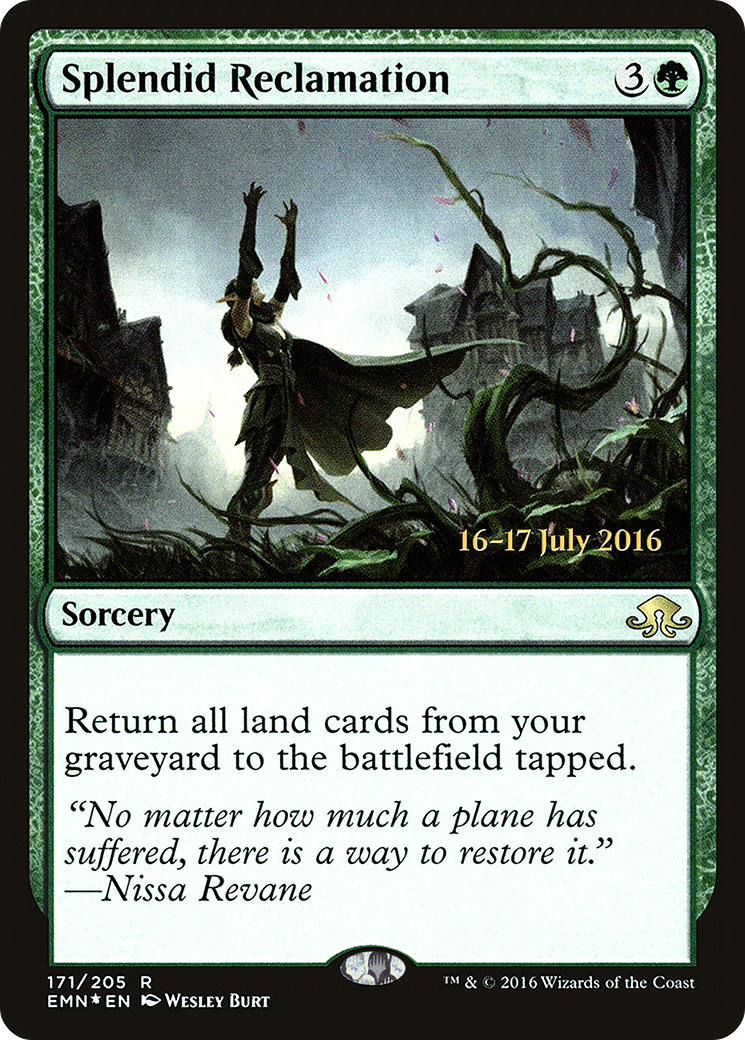 Splendid Reclamation 3
16–17 July 2016
Sorcery
Return all land cards from your
graveyard to the battlefield tapped.
“No matter how much a plane has
suffered, there is a way to restore it.”
—Nissa Revane
171/205 R
EMN★EN Wesley Burt
™ & © 2016 Wizards of the Coast